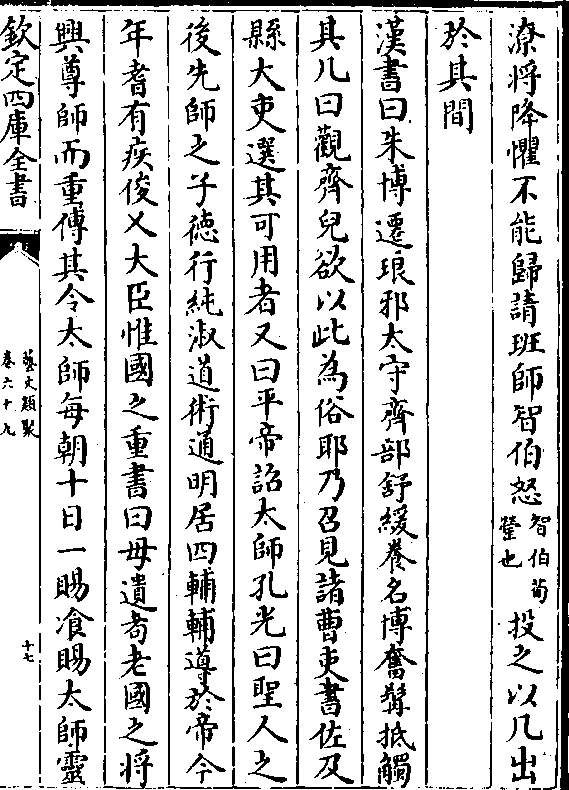 潦將降懼不能歸請班師智伯怒智伯荀罃也投之以几出
於其間
漢書曰朱博遷琅邪太守齊部舒緩養名博奮髯抵觸
其几曰觀齊兒欲以此為俗耶乃召見諸曹吏書佐及
縣大吏選其可用者又曰平帝詔太師孔光曰聖人之
後先師之子德行純淑道術通明居四輔輔導於帝今
年耆有疾俊乂大臣惟國之重書曰毋遺耇老國之將
興尊師而重傅其令太師每朝十日一賜飡賜太師靈
欽定四庫全書
藝文類聚
卷六十九
十七